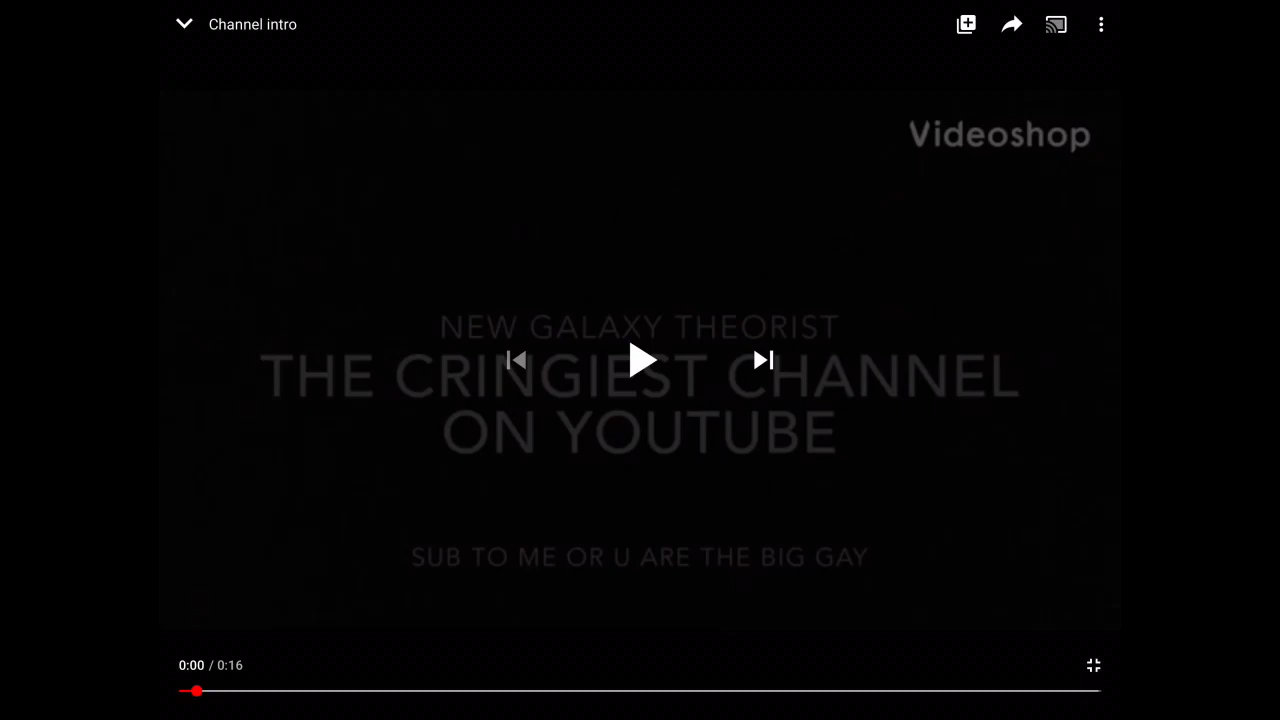 Channel intro
Videoshop
NEW GALAXY THEORIST
THE CRINGIEST CHANNEL
ON YOUTUBE
SUB TO ME OR U ARE THE BIG GAY
0:00 / 0:16